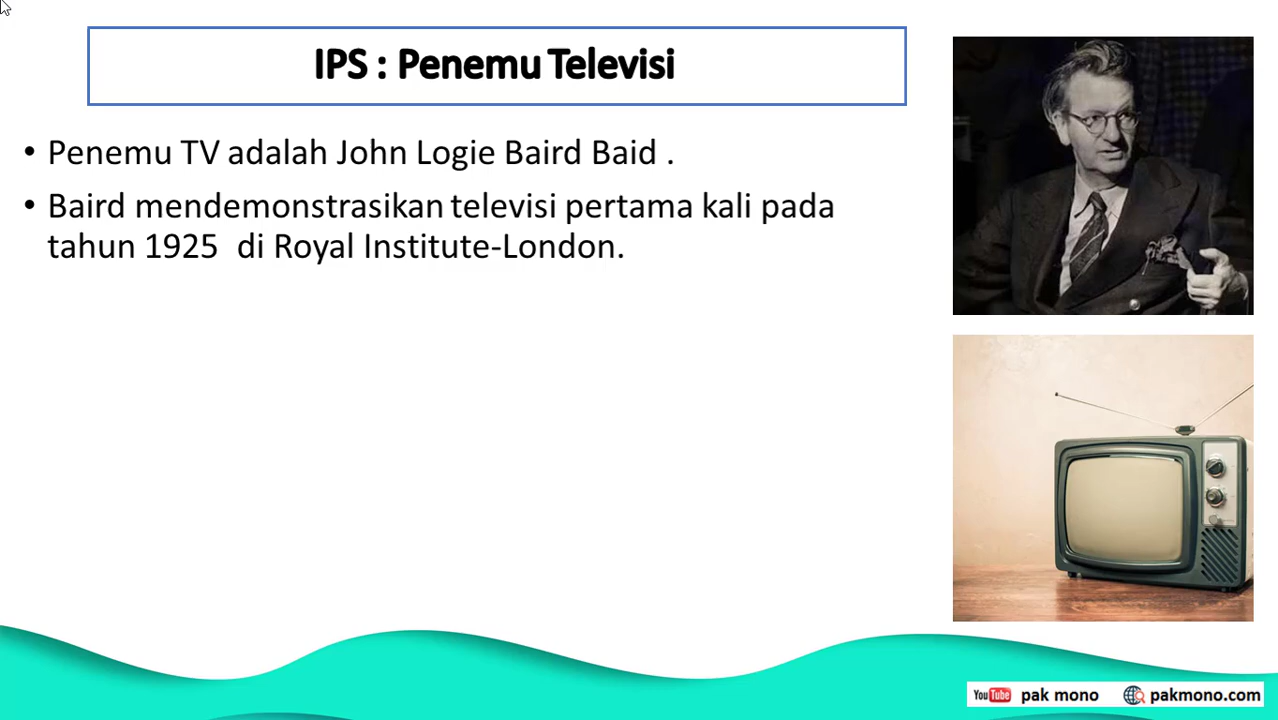 IPS : Penemu Televisi
• Penemu TV adalah John Logie Baird Baid .
• Baird mendemonstrasikan televisi pertama kali pada
tahun 1925 di Royal Institute-London.
YouTube pak mono pakmono.com